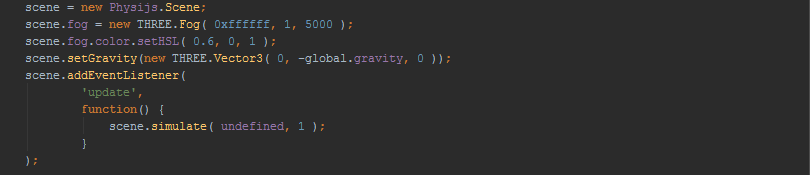 scene = new Physijs.Scene;
scene.fog = new THREE.Fog( 0xffffff, 1, 5000 );
scene.fog.color.setHSL( 0.6, 0, 1 );
scene.setGravity(new THREE.Vector3( 0, -global.gravity, 0 ));
scene.addEventListener(
'update',
function() {
scene.simulate( undefined, 1 );
}
);